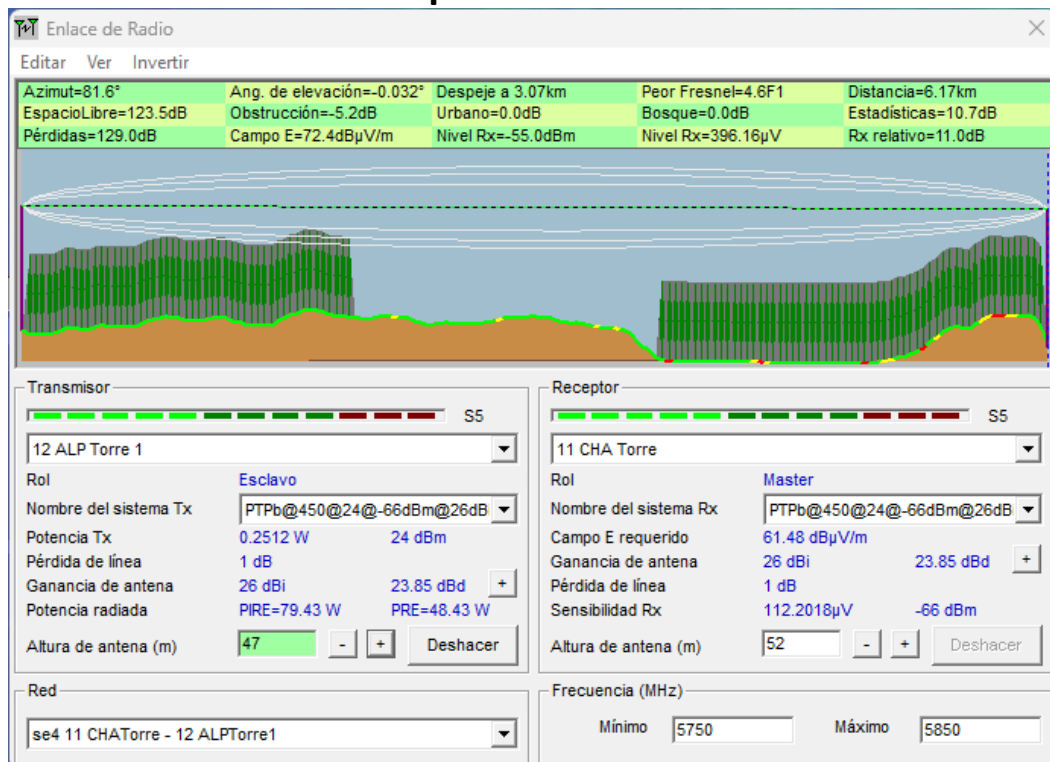 Enlace de Radio
Editar Ver Invertir
Azimut=81.6° Ang. de elevación=-0.032° Despeje a 3.07km Peor Fresnel=4.6F1 Distancia=6.17km
EspacioLibre=123.5dB Obstrucción=-5.2dB Urbano=0.0dB Bosque=0.0dB Estadísticas=10.7dB
Pérdidas=129.0dB Campo E=72.4dBµV/m Nivel Rx=-55.0dBm Nivel Rx=396.16µV Rx relativo=11.0dB
Transmisor
S5
12 ALP Torre 1
Rol Esclavo
Nombre del sistema Tx PTPb@450@24@-66dBm@26dB
Potencia Tx 0.2512 W 24 dBm
Pérdida de línea 1 dB
Ganancia de antena 26 dBi 23.85 dBd +
Potencia radiada PIRE=79.43 W PRE=48.43 W
Altura de antena (m) 47 - + Deshacer
Receptor
S5
11 CHA Torre
Rol Master
Nombre del sistema Rx PTPb@450@24@-66dBm@26dB
Campo E requerido 61.48 dBµV/m
Ganancia de antena 26 dBi 23.85 dBd +
Pérdida de línea 1 dB
Sensibilidad Rx 112.2018µV -66 dBm
Altura de antena (m) 52 - + Deshacer
Red
se4 11 CHATorre - 12 ALPTorre1
Frecuencia (MHz)
Mínimo 5750 Máximo 5850